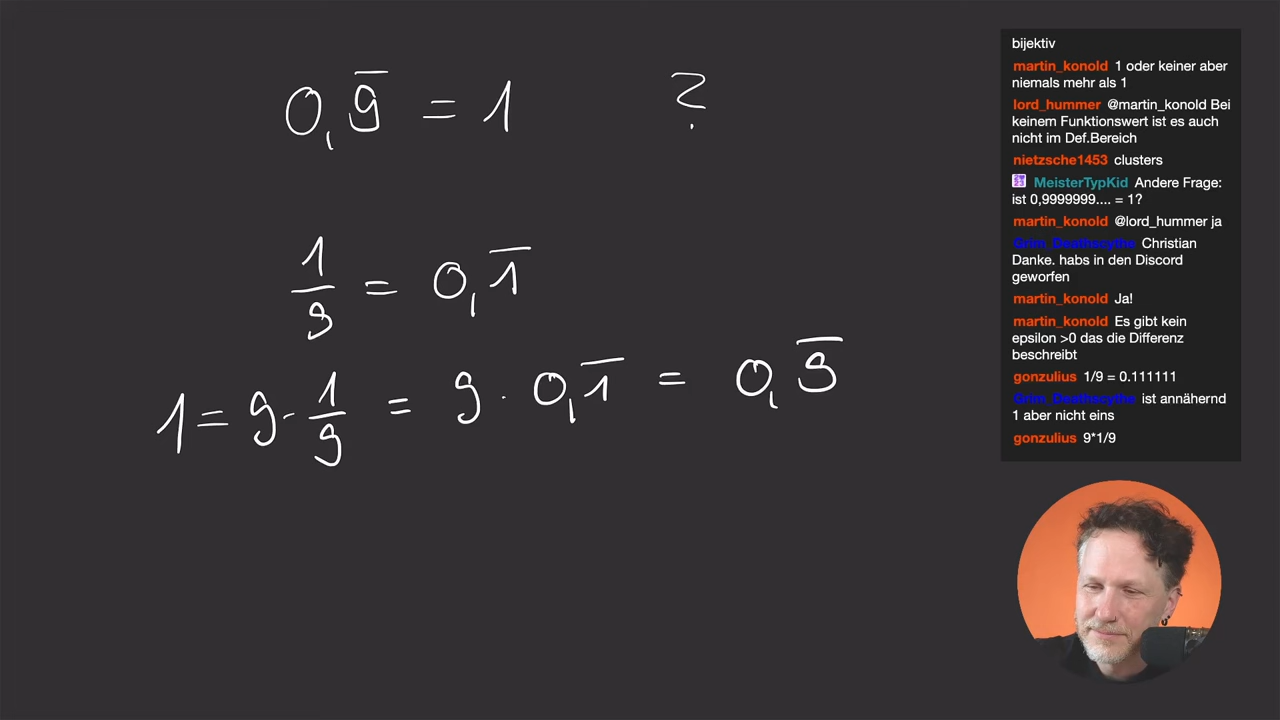 0,9̅ = 1 ?
1/9 = 0,1̅
1 = 9 · 1/9 = 9 · 0,1̅ = 0,9̅
bijektiv
martin_konold 1 oder keiner aber
niemals mehr als 1
lord_hummer @martin_konold Bei
keinem Funktionswert ist es auch
nicht im Def.Bereich
nietzsche1453 clusters
MeisterTypKid Andere Frage:
ist 0,9999999.... = 1?
martin_konold @lord_hummer ja
Grim_Deathscythe Christian
Danke. habs in den Discord
geworfen
martin_konold Ja!
martin_konold Es gibt kein
epsilon >0 das die Differenz
beschreibt
gonzulius 1/9 = 0.111111
Grim_Deathscythe ist annähernd
1 aber nicht eins
gonzulius 9*1/9